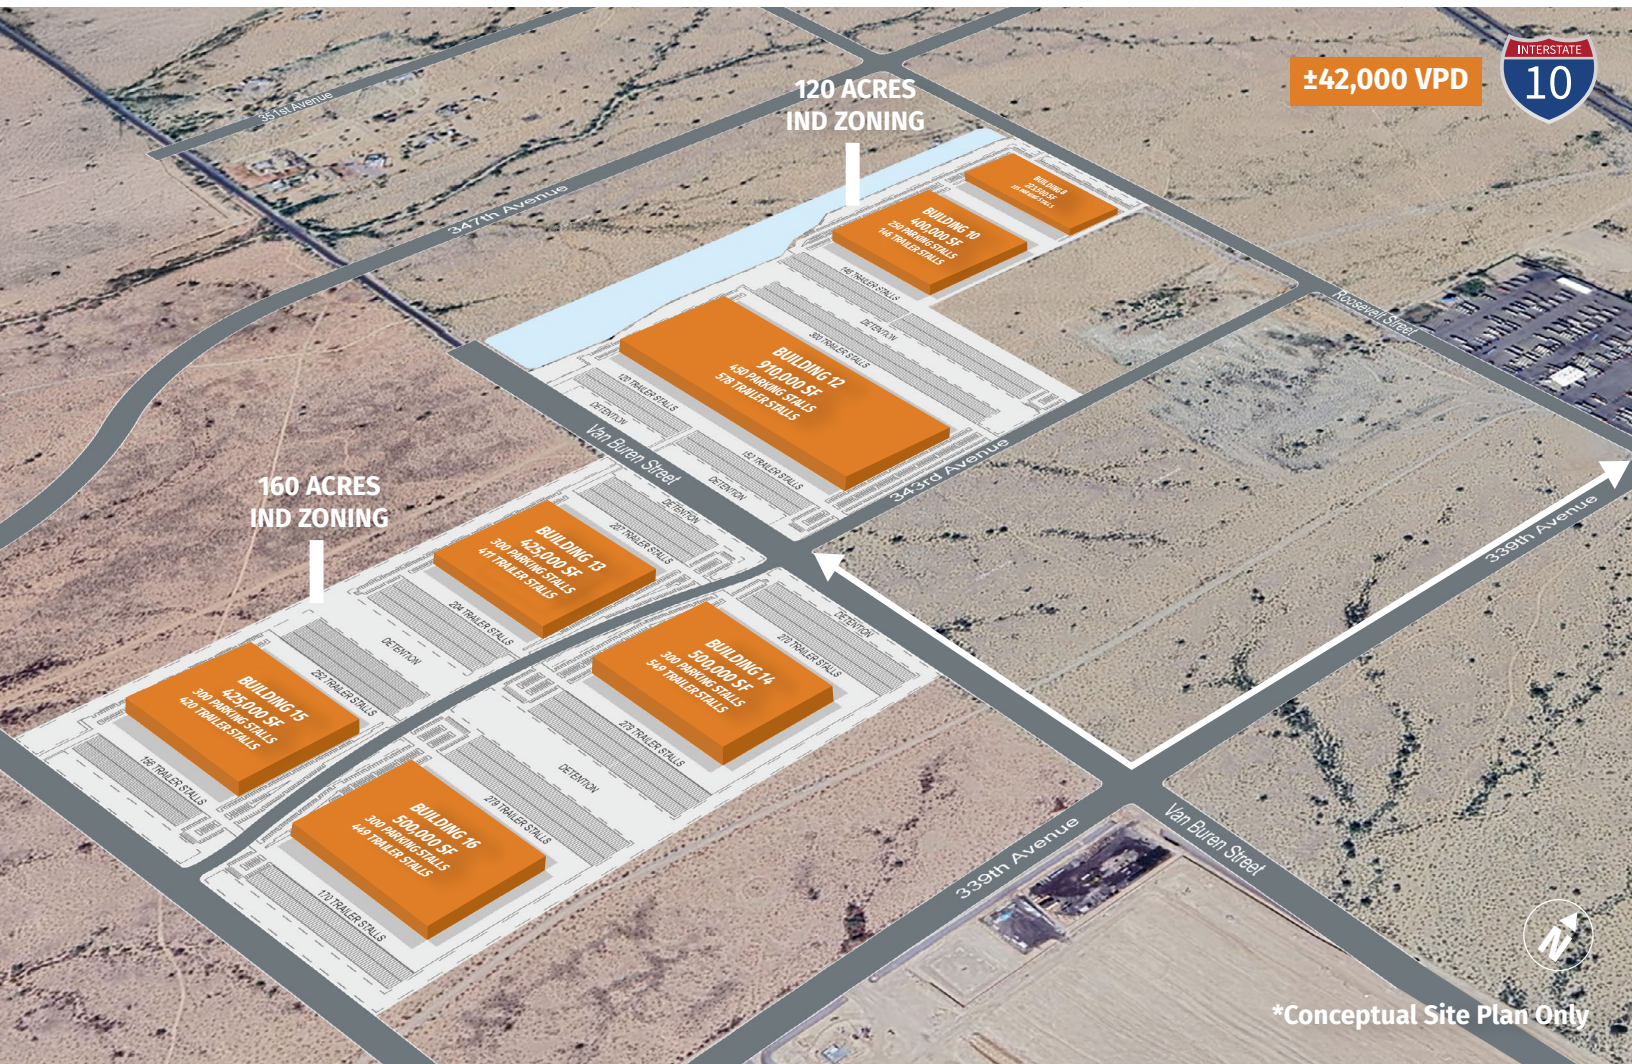 INTERSTATE
10
±42,000 VPD
120 ACRES
IND ZONING
351st Avenue
347th Avenue
BUILDING 8
BUILDING 10
400,000 SF
250 PARKING STALLS
146 TRAILER STALLS
146 TRAILER STALLS
DETENTION
300 TRAILER STALLS
Roosevelt Street
BUILDING 12
910,000 SF
450 PARKING STALLS
578 TRAILER STALLS
120 TRAILER STALLS
DETENTION
Van Buren Street
152 TRAILER STALLS
DETENTION
343rd Avenue
339th Avenue
160 ACRES
IND ZONING
DETENTION
207 TRAILER STALLS
BUILDING 13
425,000 SF
300 PARKING STALLS
411 TRAILER STALLS
204 TRAILER STALLS
DETENTION
DETENTION
270 TRAILER STALLS
BUILDING 14
500,000 SF
300 PARKING STALLS
549 TRAILER STALLS
BUILDING 15
425,000 SF
300 PARKING STALLS
420 TRAILER STALLS
TRAILER STALLS
TRAILER STALLS
279 TRAILER STALLS
DETENTION
279 TRAILER STALLS
BUILDING 16
500,000 SF
300 PARKING STALLS
449 TRAILER STALLS
170 TRAILER STALLS
339th Avenue
Van Buren Street
N
*Conceptual Site Plan Only